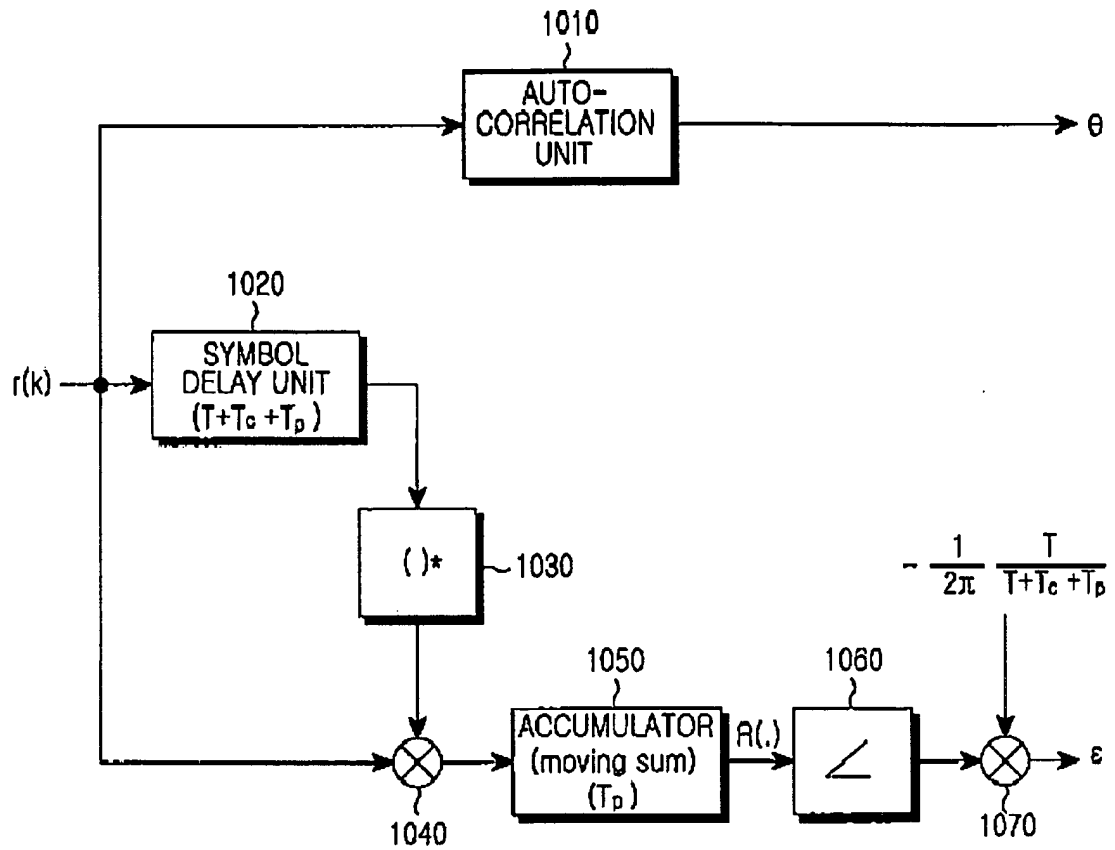 1010
AUTO-
CORRELATION
UNIT
θ
1020
SYMBOL
DELAY UNIT
(T+Tc+Tp)
r(k)
( )*
1030
- 1/2π T/T+Tc+Tp
1050
1060
ACCUMULATOR
(moving sum)
(Tp)
R(.)
∠
ε
1040
1070